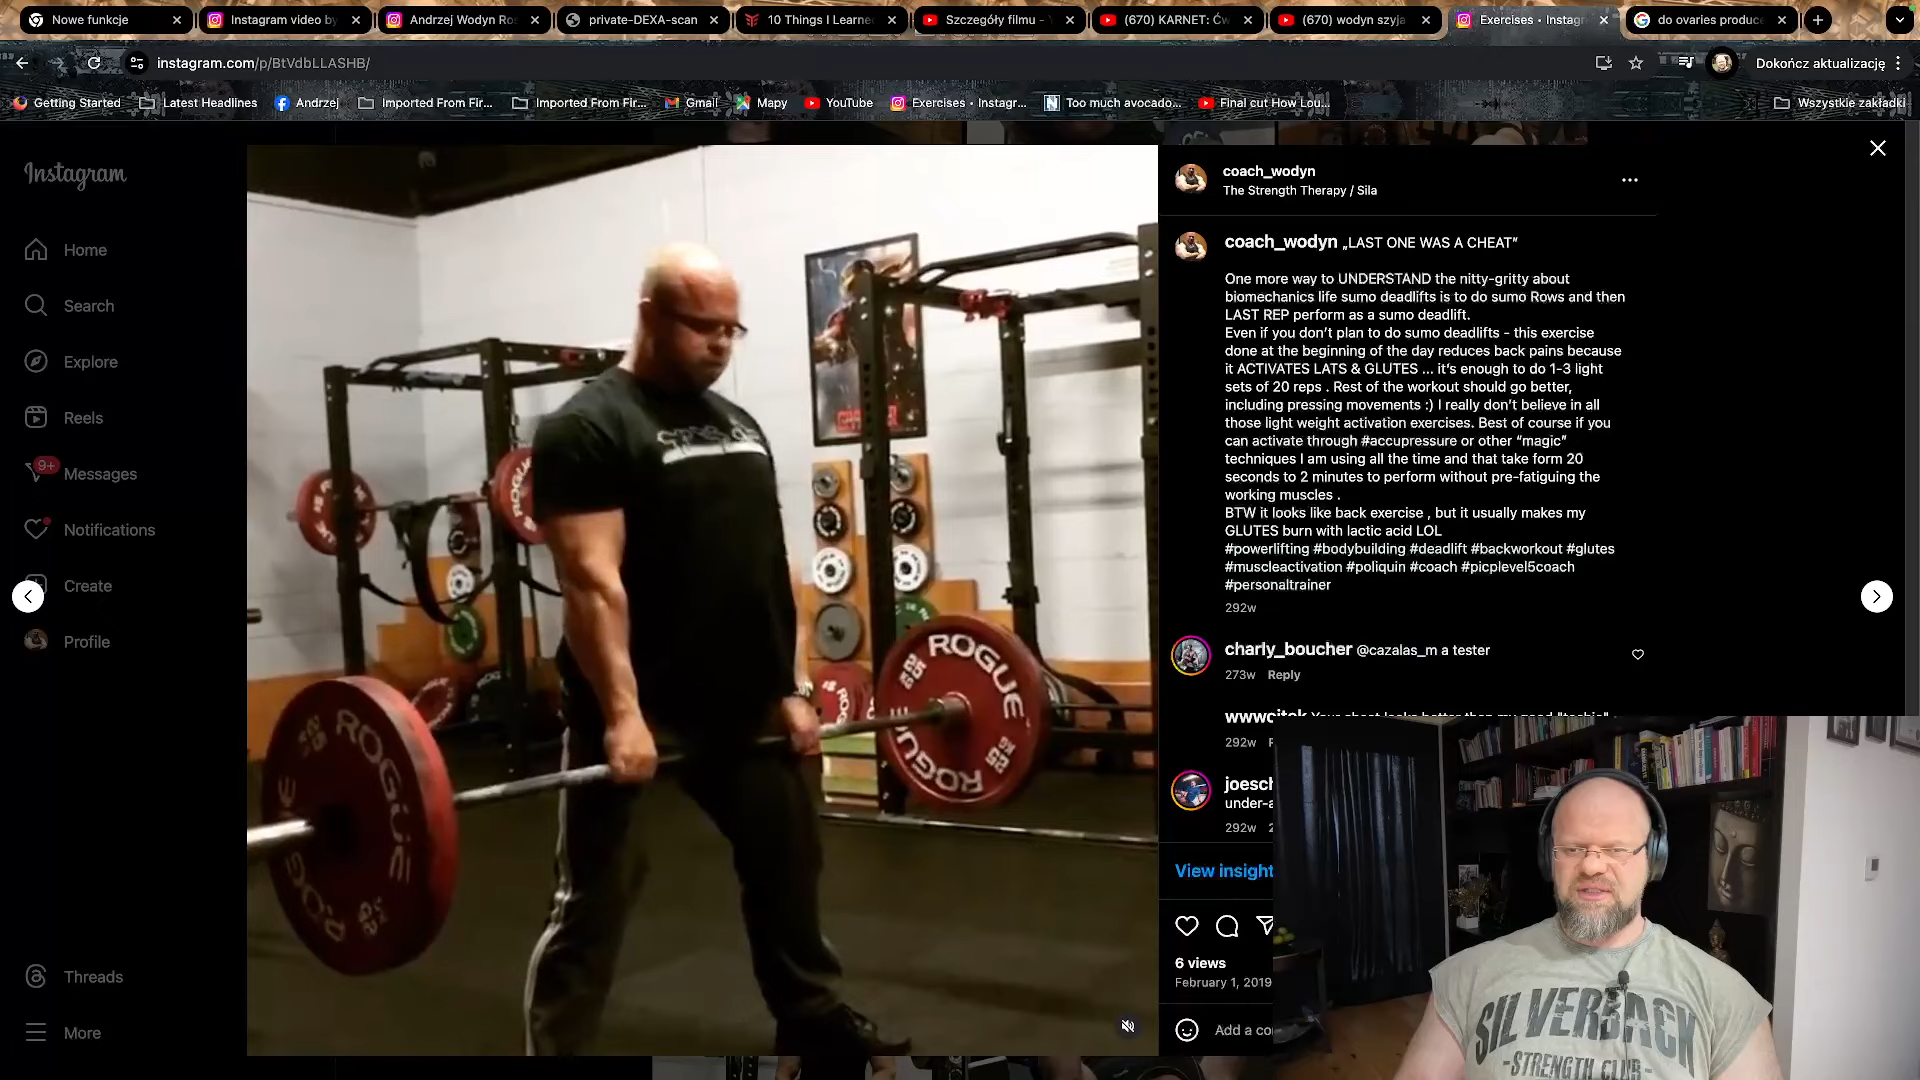 Nowe funkcje
Instagram video by
Andrzej Wodyn Ros
private-DEXA-scan
10 Things I Learne
Szczegóły filmu - Y
(670) KARNET: Ćw
(670) wodyn szyja
Exercises • Instagr
do ovaries produce
instagram.com/p/BtVdbLLASHB/
Dokończ aktualizację
Getting Started
Latest Headlines
Andrzej
Imported From Fir...
Imported From Fir...
Gmail
Mapy
YouTube
Exercises • Instagr...
Too much avocado...
Final cut How Lou...
Wszystkie zakładki
Instagram
Home
Search
Explore
Reels
9+
Messages
Notifications
Create
Profile
Threads
More
ROGUE
ROGUE
ROGUE
ROGUE
25
coach_wodyn
The Strength Therapy / Sila
coach_wodyn „LAST ONE WAS A CHEAT”
One more way to UNDERSTAND the nitty-gritty about
biomechanics life sumo deadlifts is to do sumo Rows and then
LAST REP perform as a sumo deadlift.
Even if you don’t plan to do sumo deadlifts - this exercise
done at the beginning of the day reduces back pains because
it ACTIVATES LATS & GLUTES ... it’s enough to do 1-3 light
sets of 20 reps . Rest of the workout should go better,
including pressing movements :) I really don’t believe in all
those light weight activation exercises. Best of course if you
can activate through #accupressure or other “magic”
techniques I am using all the time and that take form 20
seconds to 2 minutes to perform without pre-fatiguing the
working muscles .
BTW it looks like back exercise , but it usually makes my
GLUTES burn with lactic acid LOL
#powerlifting #bodybuilding #deadlift #backworkout #glutes
#muscleactivation #poliquin #coach #picplevel5coach
#personaltrainer
292w
charly_boucher @cazalas_m a tester
273w Reply
292w
joesch
under-a
292w 2
View insight
6 views
February 1, 2019
Add a co
SILVERBACK
-STRENGTH CLUB-